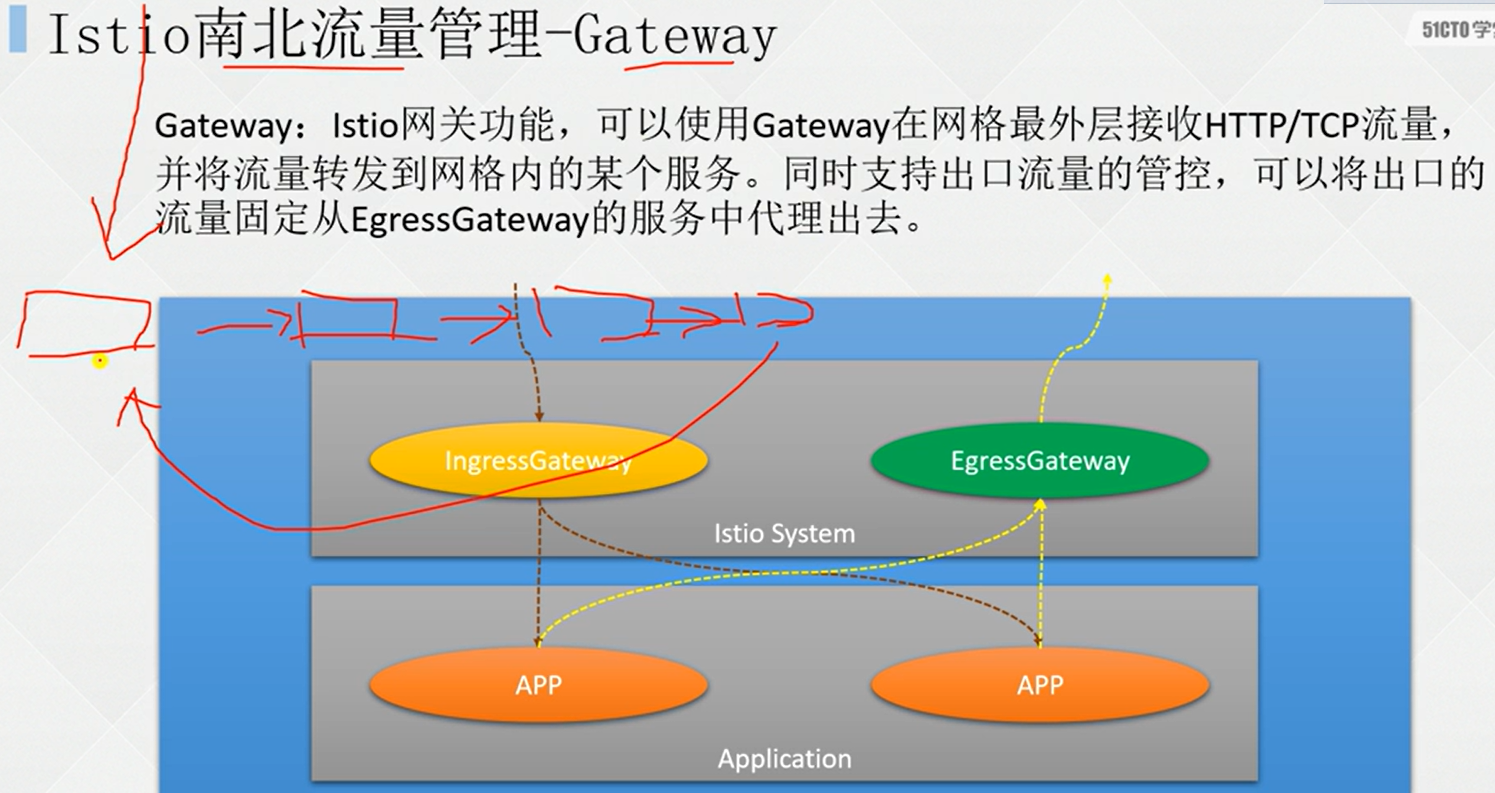 Istio南北流量管理-Gateway
51CTO学
Gateway：Istio网关功能，可以使用Gateway在网格最外层接收HTTP/TCP流量，
并将流量转发到网格内的某个服务。同时支持出口流量的管控，可以将出口的
流量固定从EgressGateway的服务中代理出去。
IngressGateway
EgressGateway
Istio System
APP
APP
Application